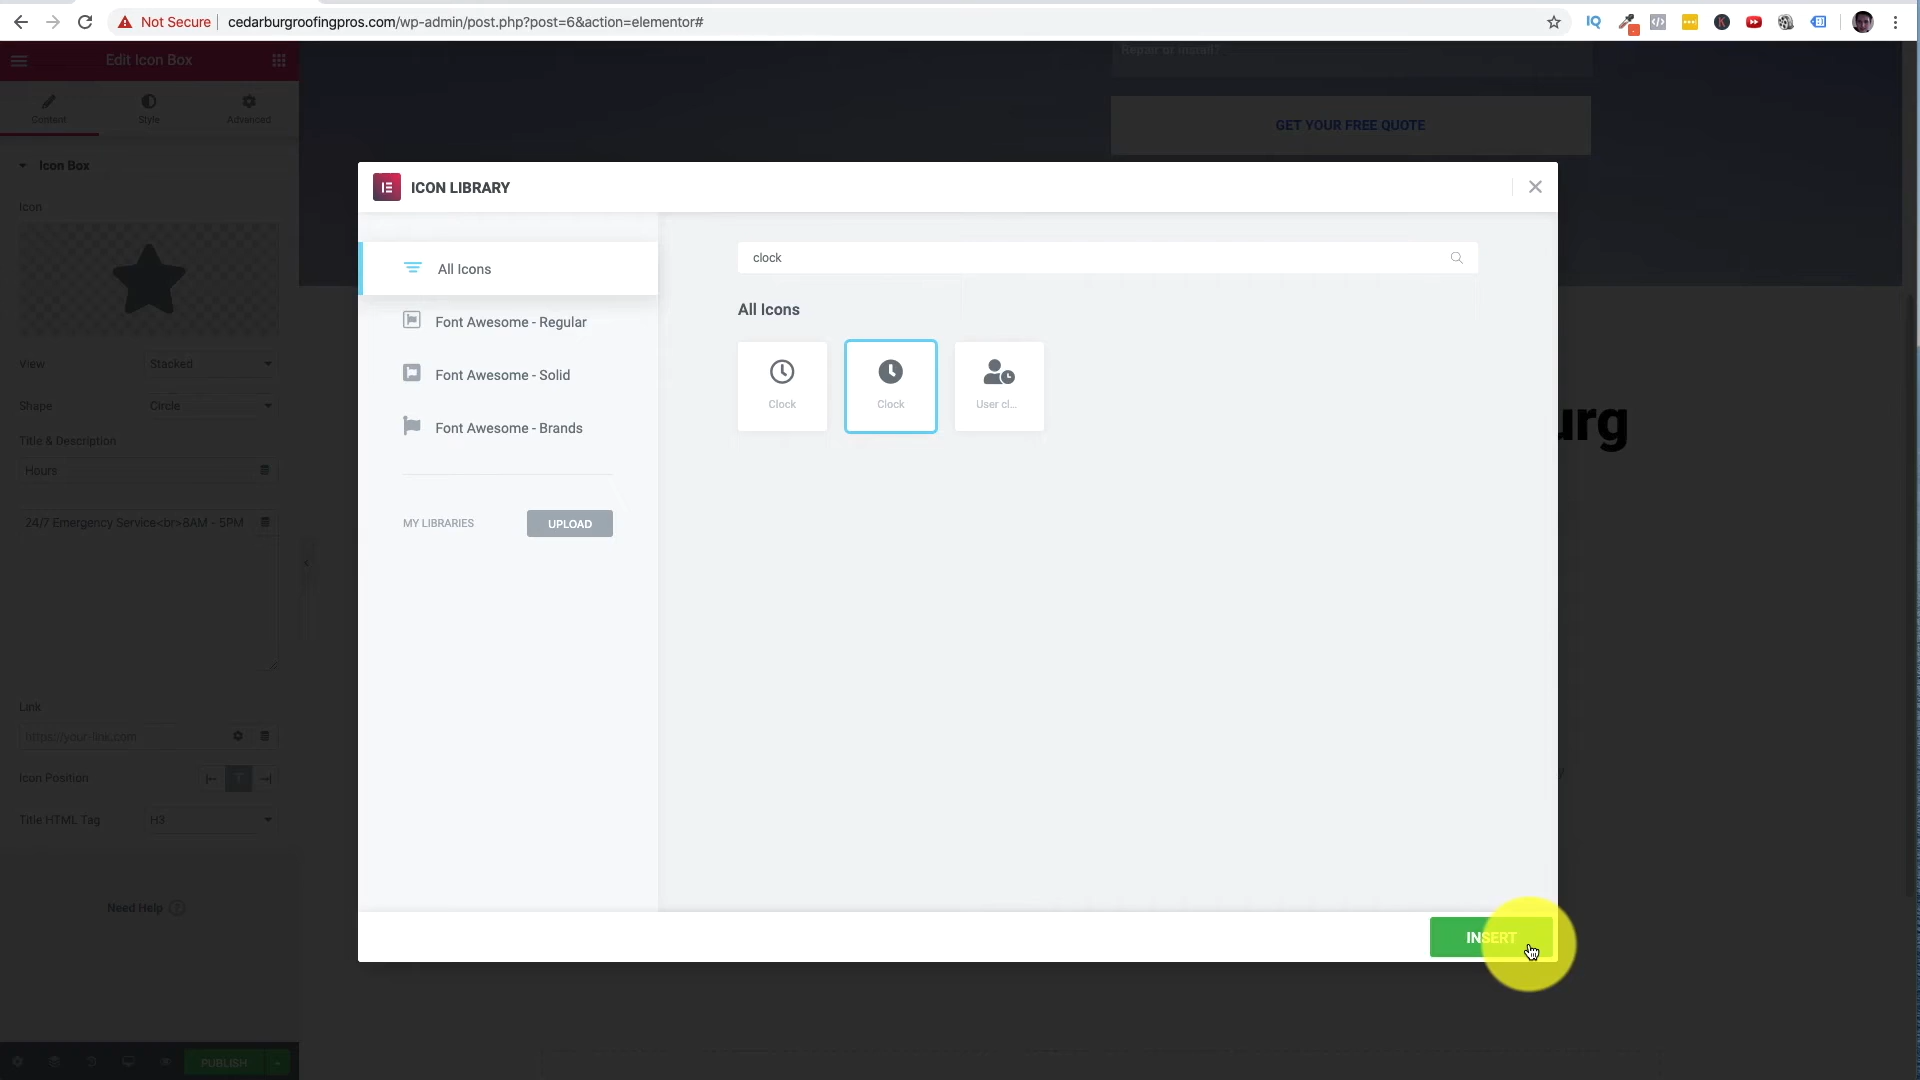 Not Secure
cedarburgroofingpros.com/wp-admin/post.php?post=6&action=elementor#
IQ
Edit Icon Box
Content
Style
Advanced
Icon Box
Icon
View
Stacked
Shape
Circle
Title & Description
Hours
24/7 Emergency Service<br>8AM - 5PM
Link
https://your-link.com
Icon Position
Title HTML Tag
H3
Need Help
PUBLISH
Repair or install?
GET YOUR FREE QUOTE
urg
ICON LIBRARY
All Icons
Font Awesome - Regular
Font Awesome - Solid
Font Awesome - Brands
MY LIBRARIES
UPLOAD
clock
All Icons
Clock
Clock
User cl...
INSERT